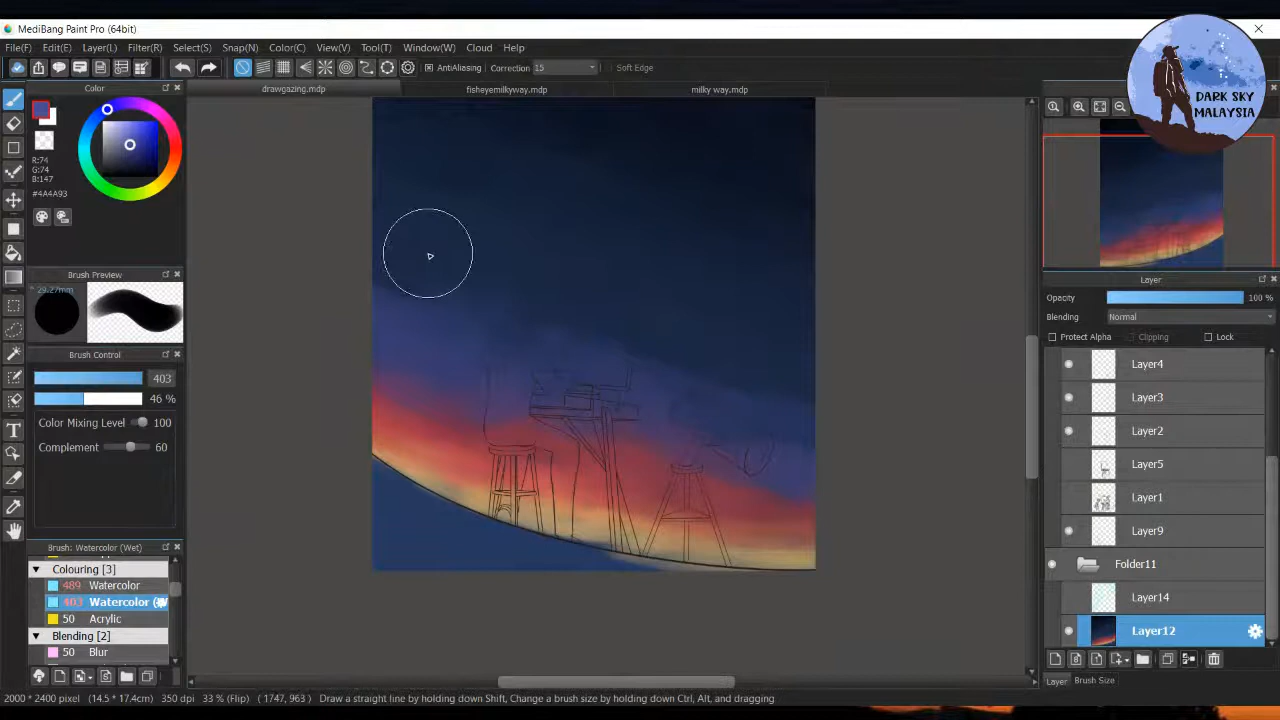 MediBang Paint Pro (64bit)
File(F) Edit(E) Layer(L) Filter(R) Select(S) Snap(N) Color(C) View(V) Tool(T) Window(W) Cloud Help
AntiAliasing Correction 15 Soft Edge
Color
drawgazing.mdp fisheyemilkyway.mdp milky way.mdp
DARK SKY
MALAYSIA
R:74
G:74
B:147
#4A4A93
Brush Preview
29.27mm
Brush Control
403
46 %
Color Mixing Level 100
Complement 60
Brush: Watercolor (Wet)
Colouring [3]
489 Watercolor
403 Watercolor (
50 Acrylic
Blending [2]
50 Blur
Layer
Opacity 100 %
Blending Normal
Protect Alpha Clipping Lock
Layer4
Layer3
Layer2
Layer5
Layer1
Layer9
Folder11
Layer14
Layer12
Layer Brush Size
2000 * 2400 pixel (14.5 * 17.4cm) 350 dpi 33 % (Flip) ( 1747, 963 ) Draw a straight line by holding down Shift, Change a brush size by holding down Ctrl, Alt, and dragging